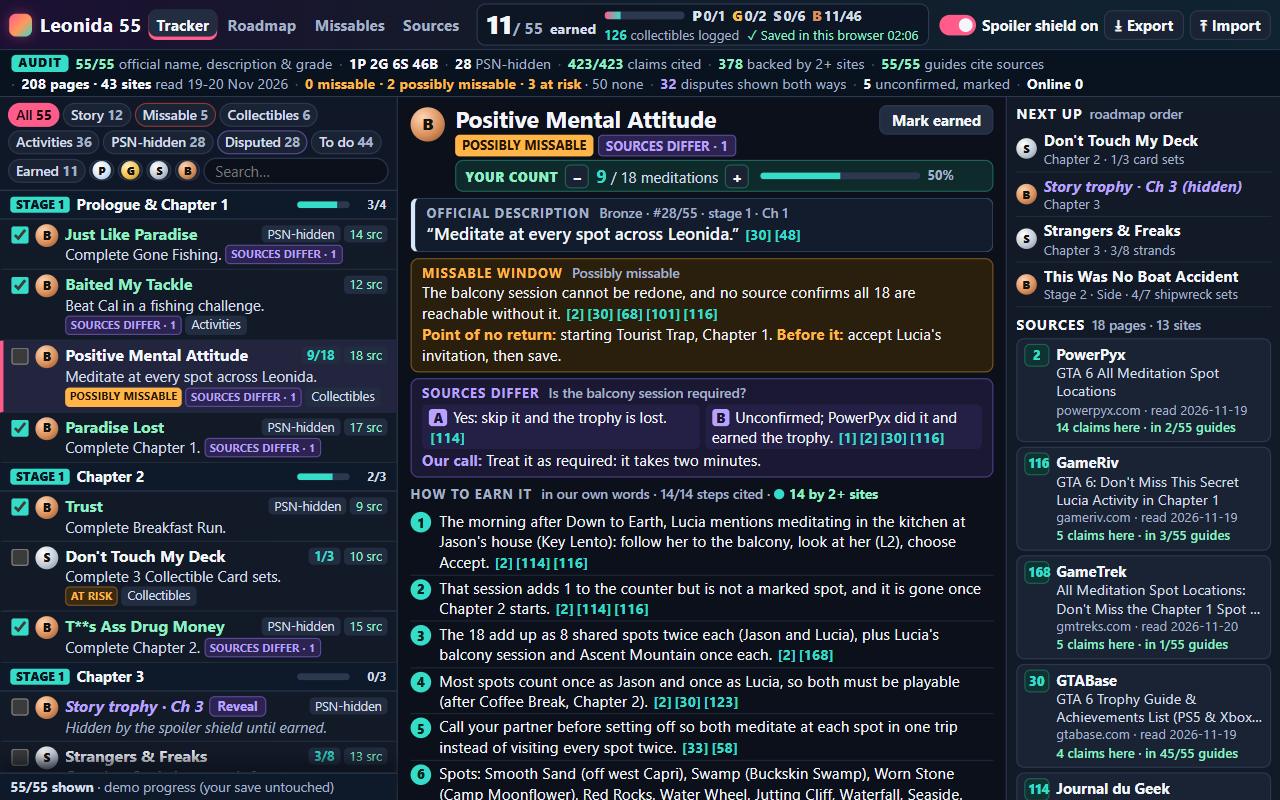 Leonida 55 Tracker Roadmap Missables Sources
11 / 55 earned P0/1 G0/2 S0/6 B11/46
126 collectibles logged ✓ Saved in this browser 02:06
Spoiler shield on Export Import
AUDIT 55/55 official name, description & grade · 1P 2G 6S 46B · 28 PSN-hidden · 423/423 claims cited · 378 backed by 2+ sites · 55/55 guides cite sources
· 208 pages · 43 sites read 19-20 Nov 2026 · 0 missable · 2 possibly missable · 3 at risk · 50 none · 32 disputes shown both ways · 5 unconfirmed, marked · Online 0
All 55 Story 12 Missable 5 Collectibles 6
Activities 36 PSN-hidden 28 Disputed 28 To do 44
Earned 11 P G S B Search...
STAGE 1 Prologue & Chapter 1 3/4
B Just Like Paradise PSN-hidden 14 src
Complete Gone Fishing. SOURCES DIFFER · 1
B Baited My Tackle 12 src
Beat Cal in a fishing challenge.
SOURCES DIFFER · 1 Activities
B Positive Mental Attitude 9/18 18 src
Meditate at every spot across Leonida.
POSSIBLY MISSABLE SOURCES DIFFER · 1 Collectibles
B Paradise Lost PSN-hidden 17 src
Complete Chapter 1. SOURCES DIFFER · 1
STAGE 1 Chapter 2 2/3
B Trust PSN-hidden 9 src
Complete Breakfast Run.
S Don't Touch My Deck 1/3 10 src
Complete 3 Collectible Card sets.
AT RISK Collectibles
B T**s Ass Drug Money PSN-hidden 15 src
Complete Chapter 2. SOURCES DIFFER · 1
STAGE 1 Chapter 3 0/3
B Story trophy · Ch 3 Reveal PSN-hidden
Hidden by the spoiler shield until earned.
S Strangers & Freaks 3/8 13 src
55/55 shown · demo progress (your save untouched)
B Positive Mental Attitude Mark earned
POSSIBLY MISSABLE SOURCES DIFFER · 1
YOUR COUNT − 9 / 18 meditations + 50%
OFFICIAL DESCRIPTION Bronze · #28/55 · stage 1 · Ch 1
“Meditate at every spot across Leonida.” [30] [48]
MISSABLE WINDOW Possibly missable
The balcony session cannot be redone, and no source confirms all 18 are
reachable without it. [2] [30] [68] [101] [116]
Point of no return: starting Tourist Trap, Chapter 1. Before it: accept Lucia's
invitation, then save.
SOURCES DIFFER Is the balcony session required?
A Yes: skip it and the trophy is lost.
[114]
B Unconfirmed; PowerPyx did it and
earned the trophy. [1] [2] [30] [116]
Our call: Treat it as required: it takes two minutes.
HOW TO EARN IT in our own words · 14/14 steps cited · 14 by 2+ sites
1 The morning after Down to Earth, Lucia mentions meditating in the kitchen at
Jason's house (Key Lento): follow her to the balcony, look at her (L2), choose
Accept. [2] [114] [116]
2 That session adds 1 to the counter but is not a marked spot, and it is gone once
Chapter 2 starts. [2] [114] [116]
3 The 18 add up as 8 shared spots twice each (Jason and Lucia), plus Lucia's
balcony session and Ascent Mountain once each. [2] [168]
4 Most spots count once as Jason and once as Lucia, so both must be playable
(after Coffee Break, Chapter 2). [2] [30] [123]
5 Call your partner before setting off so both meditate at each spot in one trip
instead of visiting every spot twice. [33] [58]
6 Spots: Smooth Sand (off west Capri), Swamp (Buckskin Swamp), Worn Stone
(Camp Moonflower), Red Rocks, Water Wheel, Jutting Cliff, Waterfall, Seaside,
NEXT UP roadmap order
S Don't Touch My Deck
Chapter 2 · 1/3 card sets
B Story trophy · Ch 3 (hidden)
Chapter 3
S Strangers & Freaks
Chapter 3 · 3/8 strands
B This Was No Boat Accident
Stage 2 · Side · 4/7 shipwreck sets
SOURCES 18 pages · 13 sites
2 PowerPyx
GTA 6 All Meditation Spot
Locations
powerpyx.com · read 2026-11-19
14 claims here · in 2/55 guides
116 GameRiv
GTA 6: Don't Miss This Secret
Lucia Activity in Chapter 1
gameriv.com · read 2026-11-19
5 claims here · in 3/55 guides
168 GameTrek
All Meditation Spot Locations:
Don't Miss the Chapter 1 Spot ...
gmtreks.com · read 2026-11-20
5 claims here · in 1/55 guides
30 GTABase
GTA 6 Trophy Guide &
Achievements List (PS5 & Xbox...
gtabase.com · read 2026-11-19
4 claims here · in 45/55 guides
114 Journal du Geek